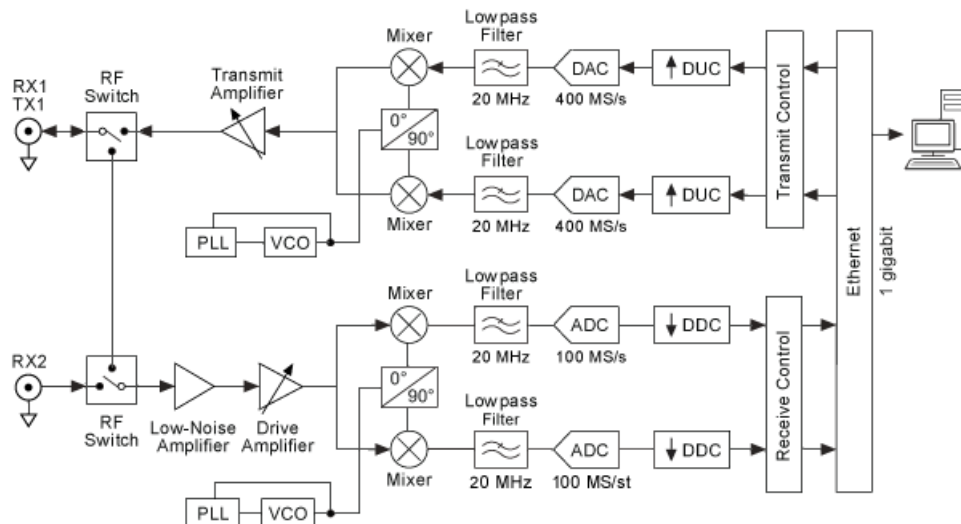 Lowpass
Filter
Mixer
20 MHz
DAC
400 MS/s
DUC
RF
Switch
Transmit
Amplifier
RX1
TX1
0°
90°
Lowpass
Filter
Mixer
20 MHz
DAC
400 MS/s
DUC
Transmit Control
PLL
VCO
Ethernet
1 gigabit
Lowpass
Filter
Mixer
20 MHz
ADC
100 MS/s
DDC
RX2
RF
Switch
Low-Noise
Amplifier
Drive
Amplifier
0°
90°
Lowpass
Filter
Mixer
20 MHz
ADC
100 MS/st
DDC
Receive Control
PLL
VCO